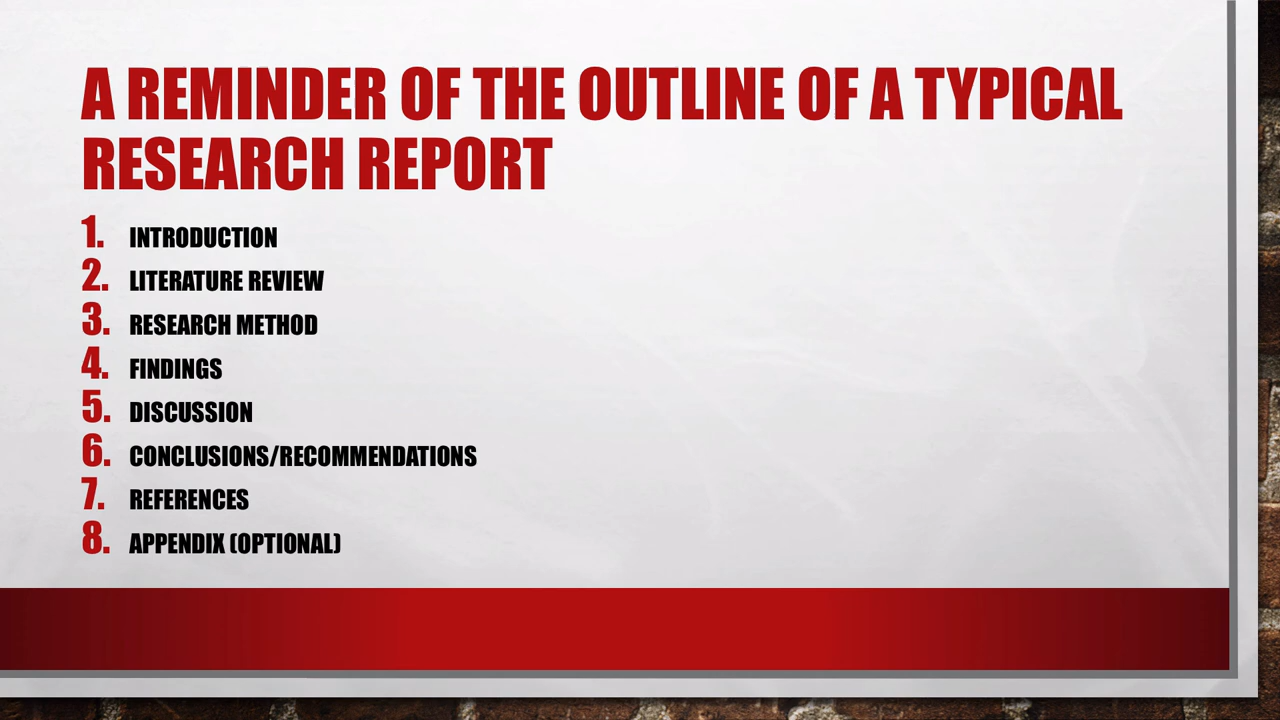 A REMINDER OF THE OUTLINE OF A TYPICAL
RESEARCH REPORT
1. INTRODUCTION
2. LITERATURE REVIEW
3. RESEARCH METHOD
4. FINDINGS
5. DISCUSSION
6. CONCLUSIONS/RECOMMENDATIONS
7. REFERENCES
8. APPENDIX (OPTIONAL)